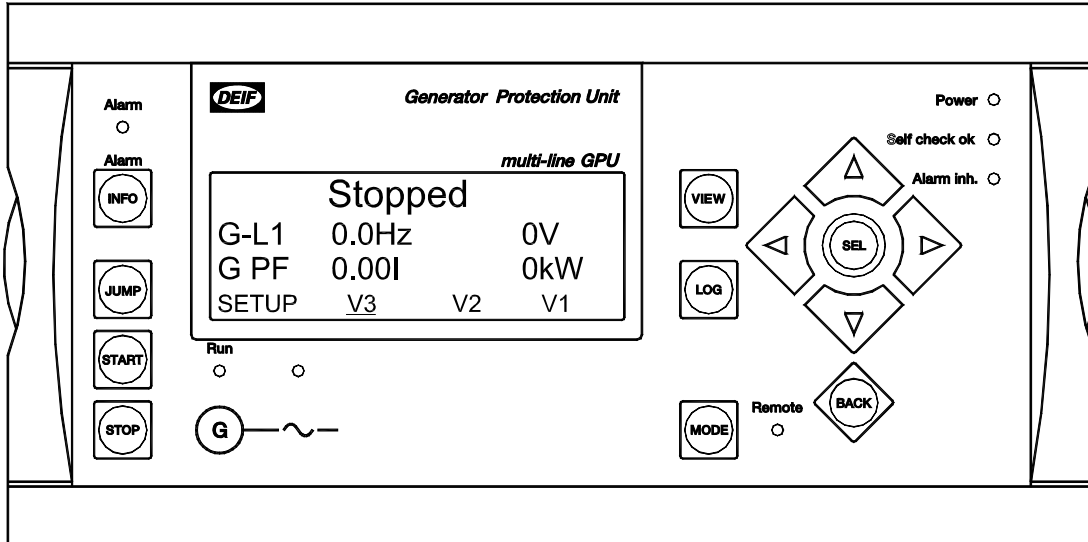 DEIF
Generator Protection Unit
multi-line GPU
Stopped
G-L1 0.0Hz 0V
G PF 0.00I 0kW
SETUP V3 V2 V1
Alarm
Alarm
INFO
JUMP
START
STOP
Run
G
VIEW
LOG
MODE
Remote
BACK
SEL
Power
Self check ok
Alarm inh.